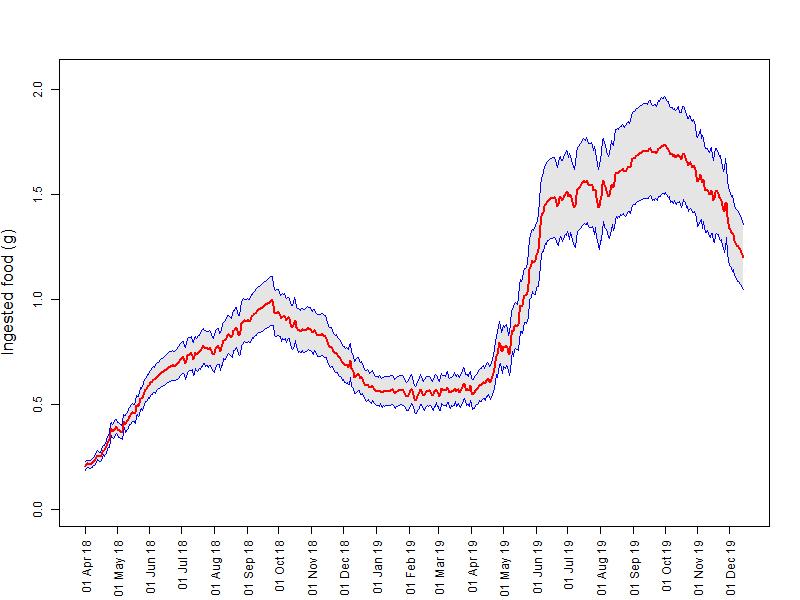 Ingested food (g)
2.0
1.5
1.0
0.5
0.0
01 Apr 18
01 May 18
01 Jun 18
01 Jul 18
01 Aug 18
01 Sep 18
01 Oct 18
01 Nov 18
01 Dec 18
01 Jan 19
01 Feb 19
01 Mar 19
01 Apr 19
01 May 19
01 Jun 19
01 Jul 19
01 Aug 19
01 Sep 19
01 Oct 19
01 Nov 19
01 Dec 19